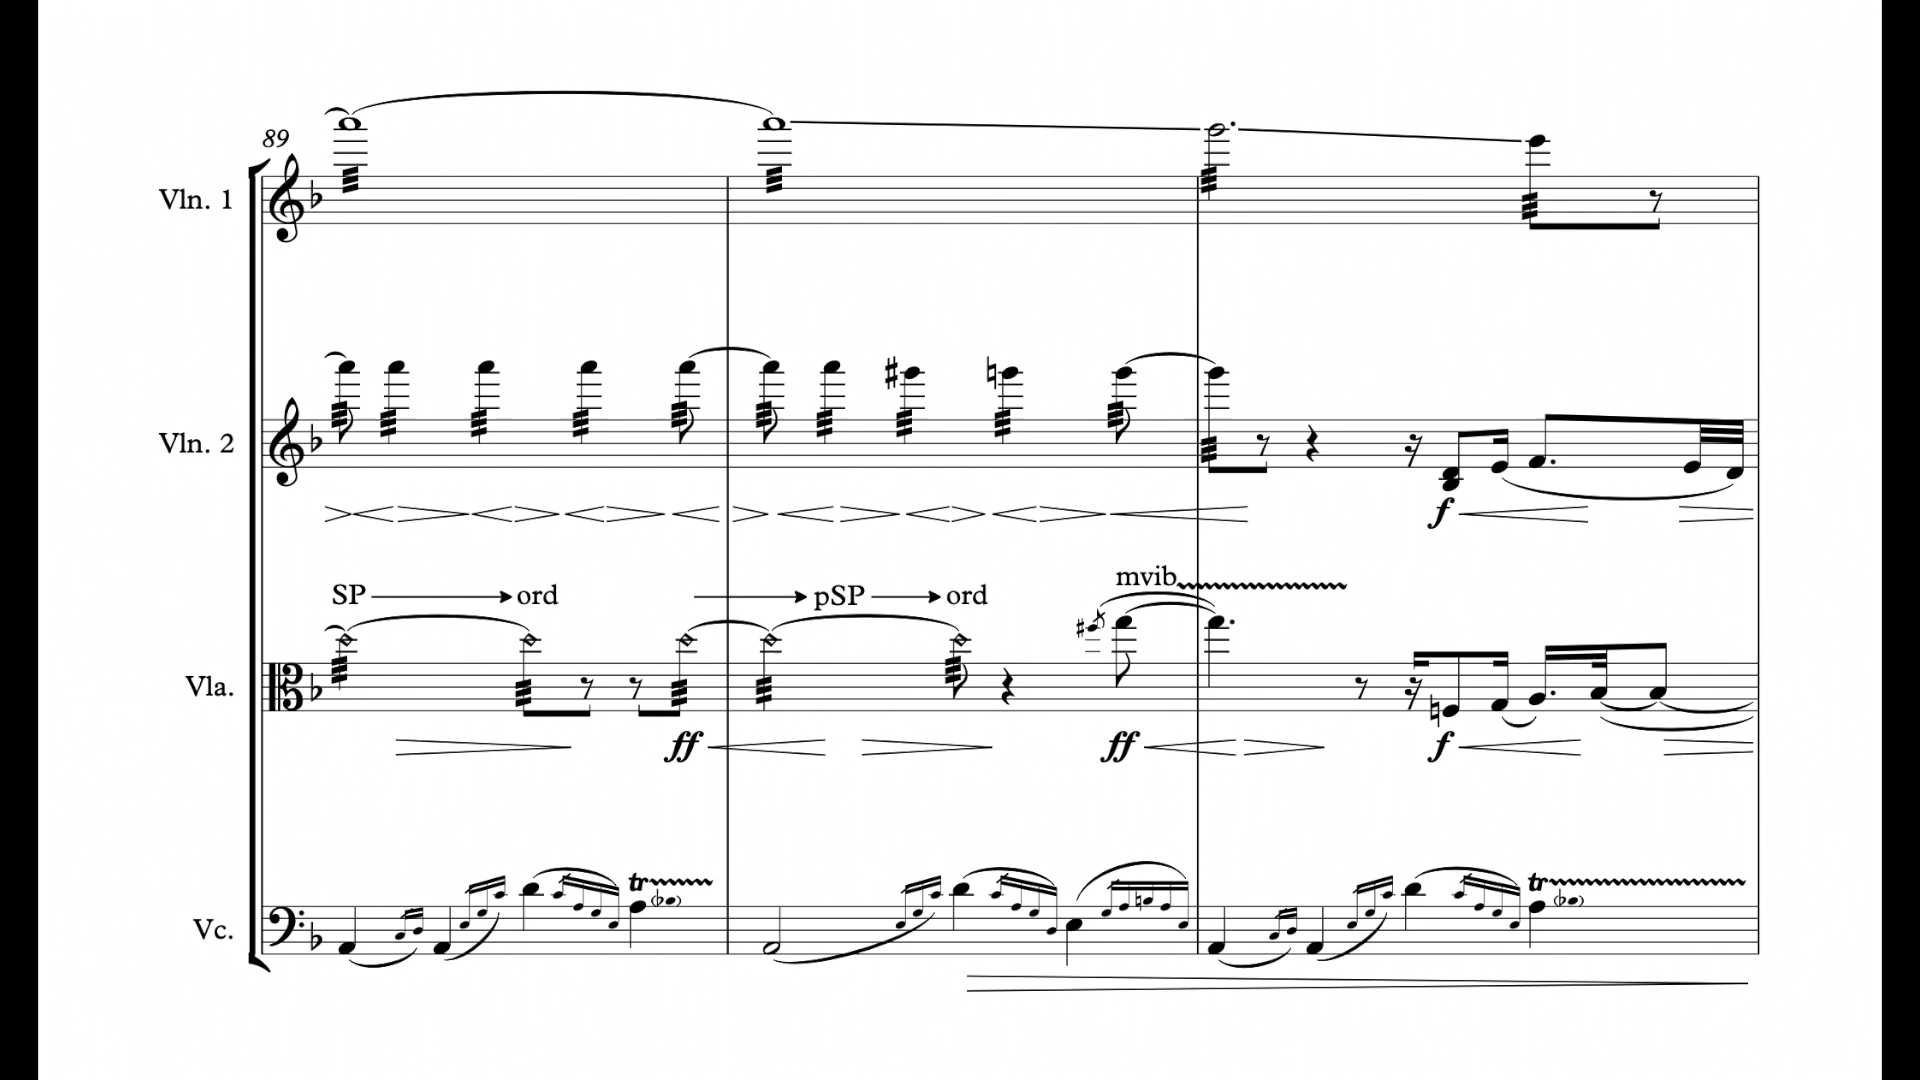 89
Vln. 1
Vln. 2
f
SP ord pSP ord mvib
Vla.
ff ff f
tr tr
Vc.